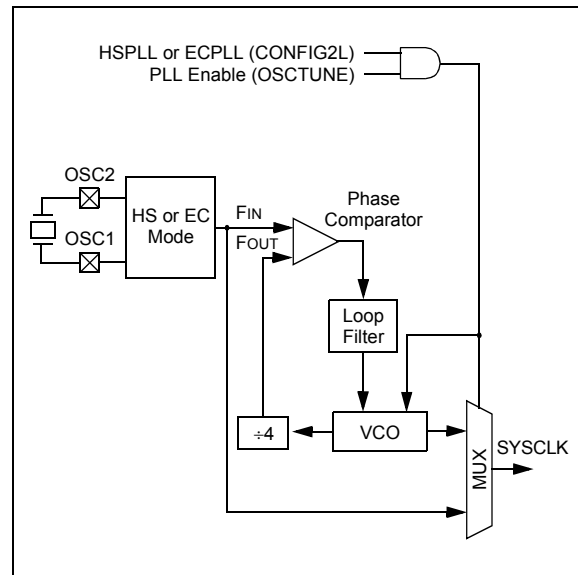 HSPLL or ECPLL (CONFIG2L)
PLL Enable (OSCTUNE)
OSC2
OSC1
HS or EC
Mode
FIN
FOUT
Phase
Comparator
Loop
Filter
÷4
VCO
MUX
SYSCLK